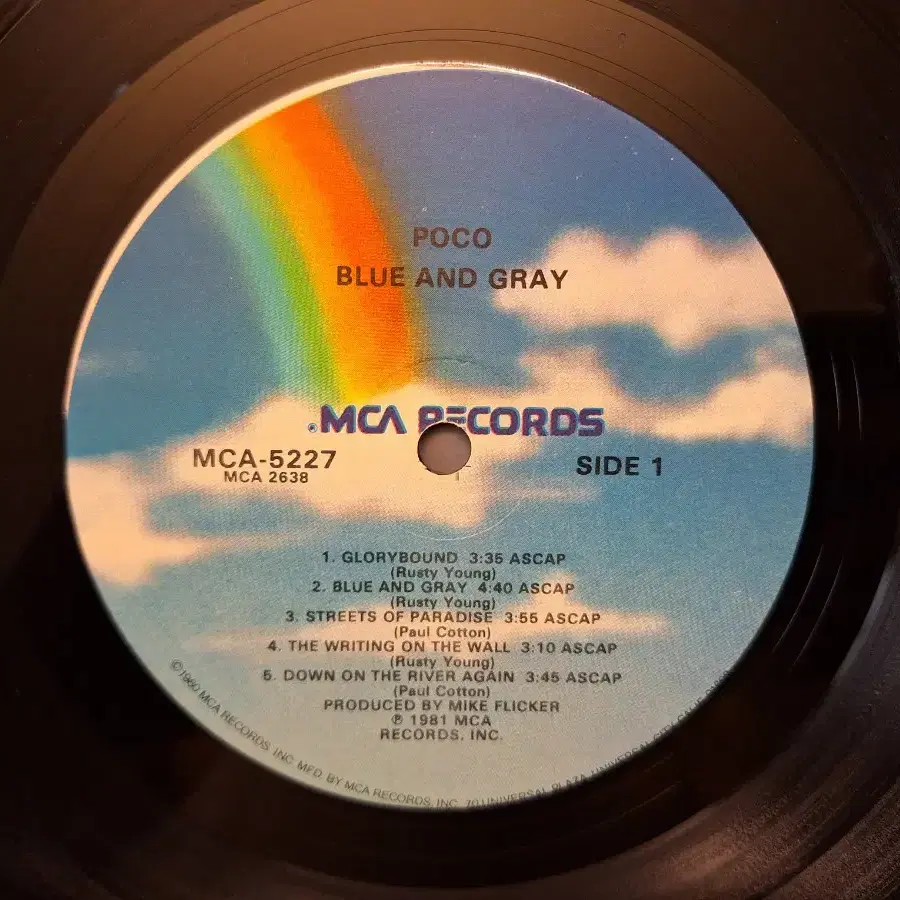 POCO
BLUE AND GRAY
MCA RECORDS
MCA-5227
MCA 2638
SIDE 1
1. GLORYBOUND 3:35 ASCAP
(Rusty Young)
2. BLUE AND GRAY 4:40 ASCAP
(Rusty Young)
3. STREETS OF PARADISE 3:55 ASCAP
(Paul Cotton)
4. THE WRITING ON THE WALL 3:10 ASCAP
(Rusty Young)
5. DOWN ON THE RIVER AGAIN 3:45 ASCAP
(Paul Cotton)
PRODUCED BY MIKE FLICKER
℗ 1981 MCA
RECORDS, INC.
©1980 MCA RECORDS, INC. MFD. BY MCA RECORDS, INC. 70 UNIVERSAL PLAZA UNIVERSAL